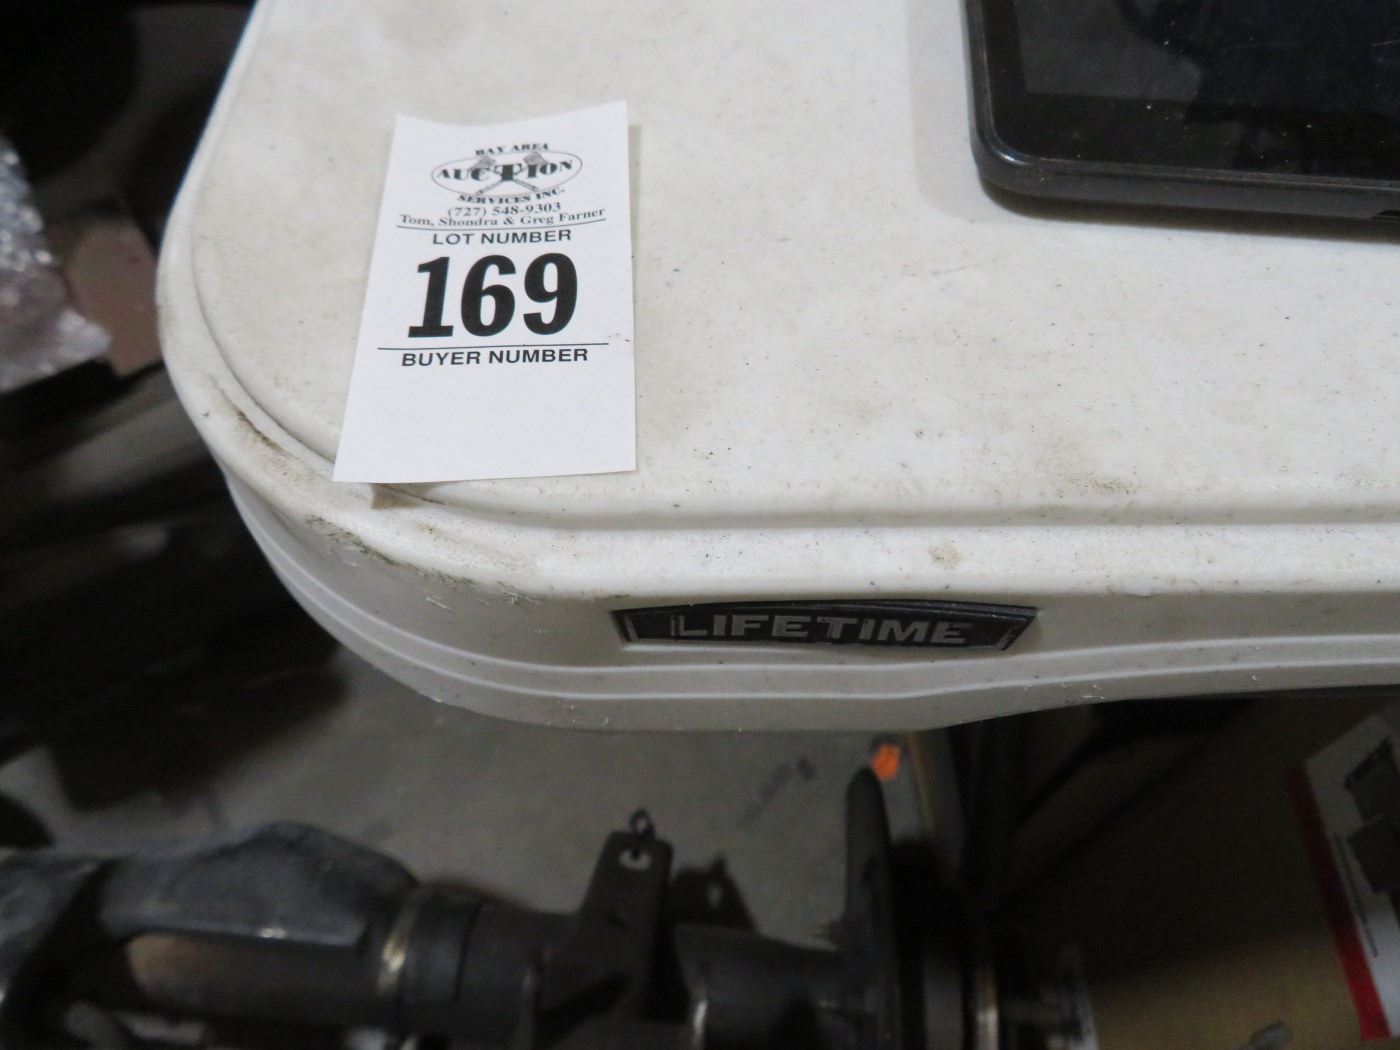 BAY AREA
AUCTION
SERVICES INC.
(727) 548-9303
Tom, Shondra & Greg Farner
LOT NUMBER
169
BUYER NUMBER
LIFETIME